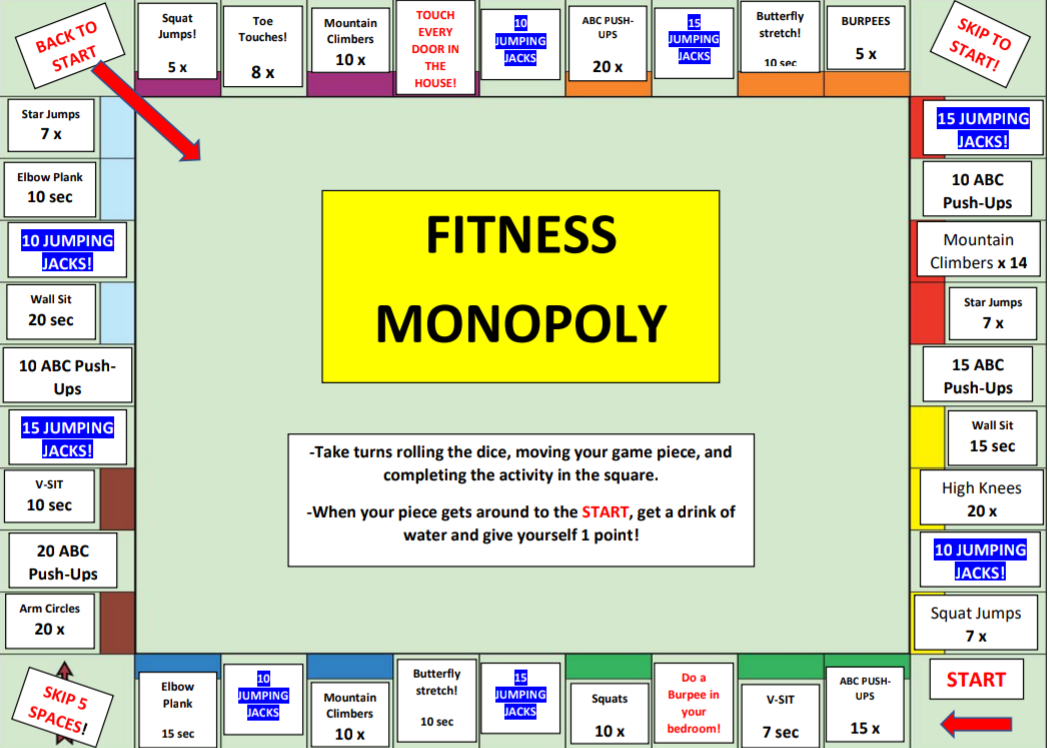 BACK TO
START
Squat
Jumps!
5 x
Toe
Touches!
8 x
Mountain
Climbers
10 x
TOUCH
EVERY
DOOR IN
THE
HOUSE!
10
JUMPING
JACKS
ABC PUSH-
UPS
20 x
15
JUMPING
JACKS
Butterfly
stretch!
10 sec
BURPEES
5 x
SKIP TO
START!
Star Jumps
7 x
Elbow Plank
10 sec
10 JUMPING
JACKS!
Wall Sit
20 sec
10 ABC Push-
Ups
15 JUMPING
JACKS!
V-SIT
10 sec
20 ABC
Push-Ups
Arm Circles
20 x
FITNESS
MONOPOLY
-Take turns rolling the dice, moving your game piece, and
completing the activity in the square.
-When your piece gets around to the START, get a drink of
water and give yourself 1 point!
15 JUMPING
JACKS!
10 ABC
Push-Ups
Mountain
Climbers x 14
Star Jumps
7 x
15 ABC
Push-Ups
Wall Sit
15 sec
High Knees
20 x
10 JUMPING
JACKS!
Squat Jumps
7 x
SKIP 5
SPACES!
Elbow
Plank
15 sec
10
JUMPING
JACKS
Mountain
Climbers
10 x
Butterfly
stretch!
10 sec
15
JUMPING
JACKS
Squats
10 x
Do a
Burpee in
your
bedroom!
V-SIT
7 sec
ABC PUSH-
UPS
15 x
START